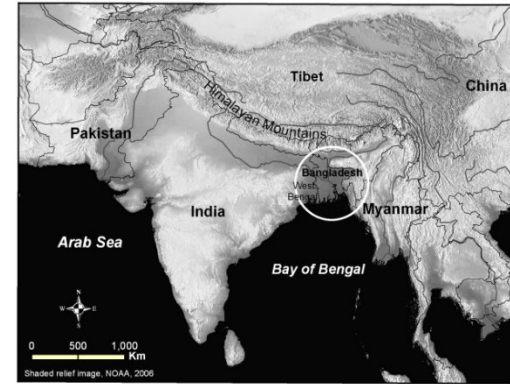 Tibet
China
Himalayan Mountains
Pakistan
Bangladesh
West
Bengal
India
Myanmar
Arab Sea
Bay of Bengal
N
W E
S
0 500 1,000
Km
Shaded relief image, NOAA, 2006